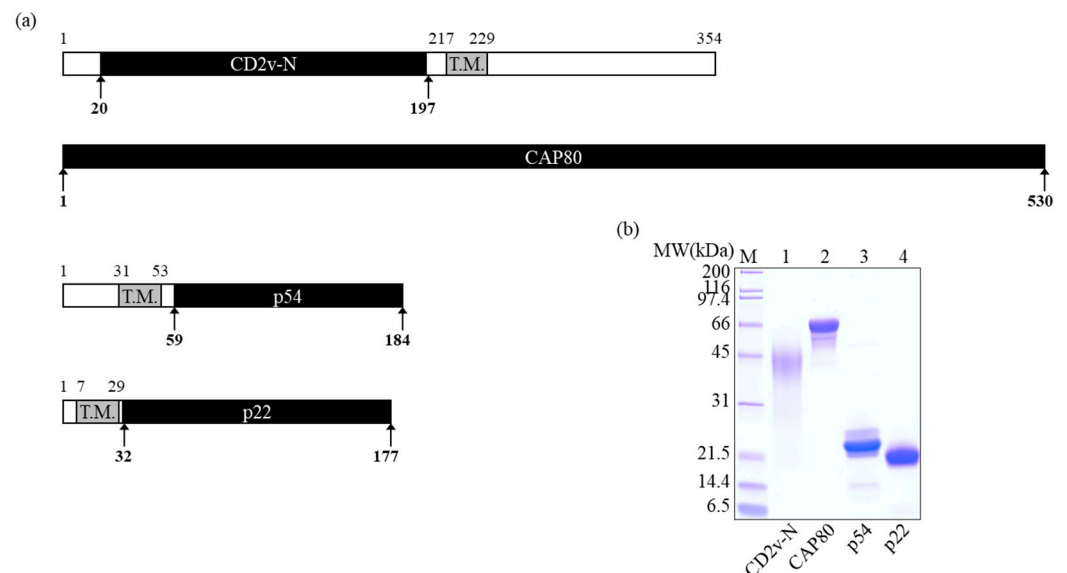 (a)
1 217 229 354
CD2v-N T.M.
20 197
CAP80
1 530
(b)
MW(kDa) M 1 2 3 4
200
116
97.4
66
45
31
21.5
14.4
6.5
CD2v-N CAP80 p54 p22
1 31 53
T.M. p54
59 184
1 7 29
T.M. p22
32 177